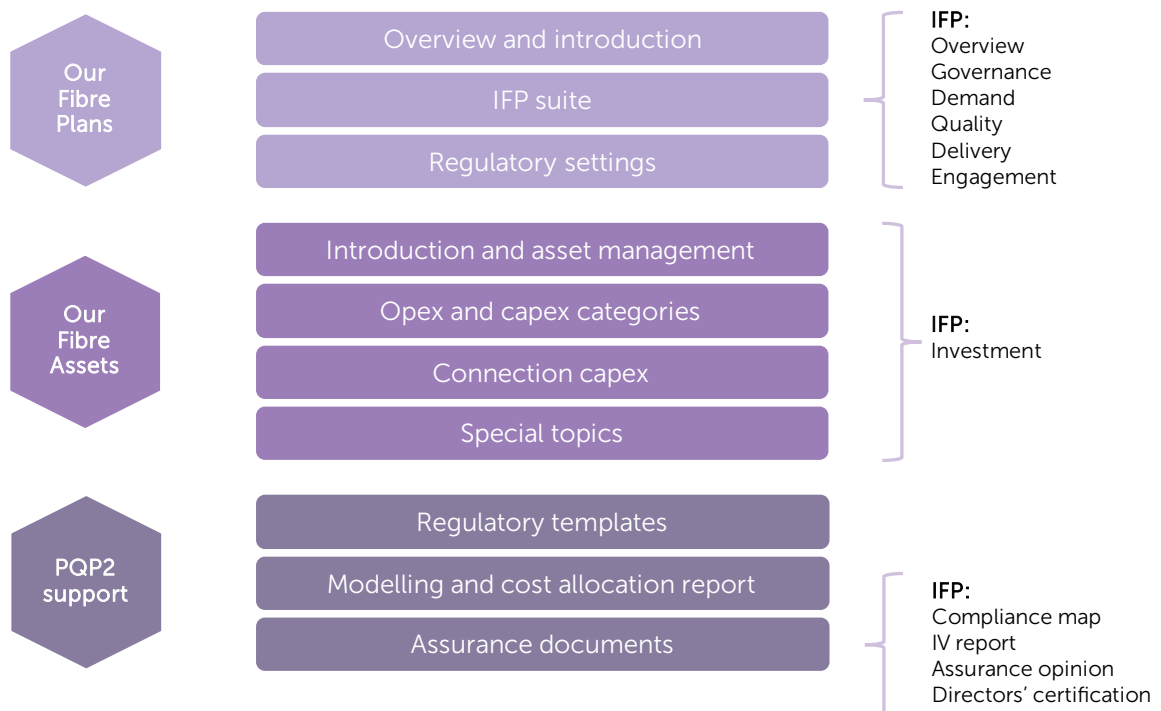 Our
Fibre
Plans
Overview and introduction
IFP suite
Regulatory settings
IFP:
Overview
Governance
Demand
Quality
Delivery
Engagement
Our
Fibre
Assets
Introduction and asset management
Opex and capex categories
Connection capex
Special topics
IFP:
Investment
PQP2
support
Regulatory templates
Modelling and cost allocation report
Assurance documents
IFP:
Compliance map
IV report
Assurance opinion
Directors’ certification